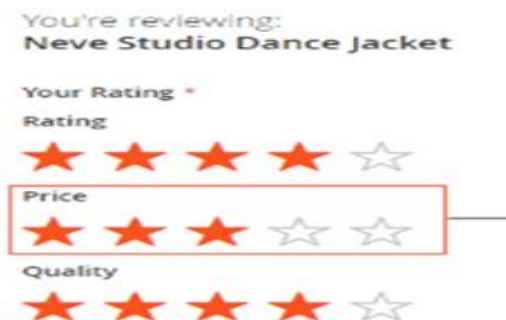 You're reviewing:
Neve Studio Dance Jacket
Your Rating *
Rating
Price
Quality